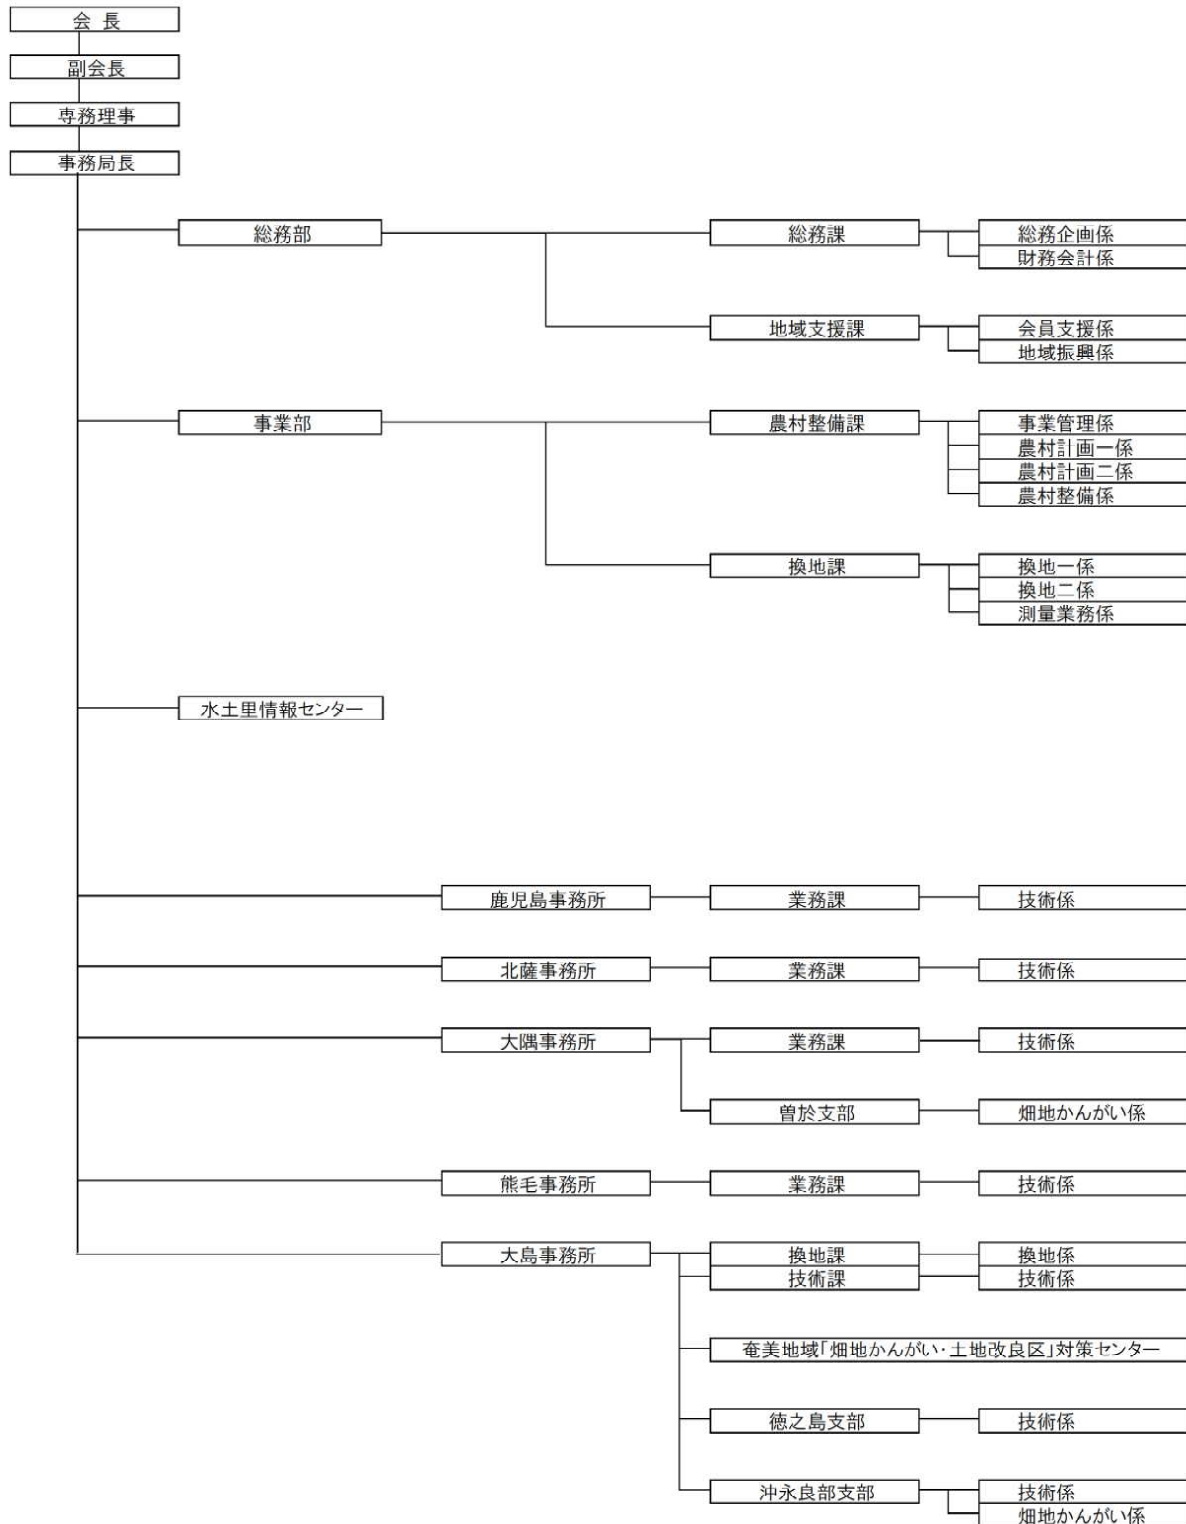 会 長
副会長
専務理事
事務局長
総務部 総務課 総務企画係
財務会計係
地域支援課 会員支援係
地域振興係
事業部 農村整備課 事業管理係
農村計画一係
農村計画二係
農村整備係
換地課 換地一係
換地二係
測量業務係
水土里情報センター
鹿児島事務所 業務課 技術係
北薩事務所 業務課 技術係
大隅事務所 業務課 技術係
曽於支部 畑地かんがい係
熊毛事務所 業務課 技術係
大島事務所 換地課 換地係
技術課 技術係
奄美地域「畑地かんがい・土地改良区」対策センター
徳之島支部 技術係
沖永良部支部 技術係
畑地かんがい係